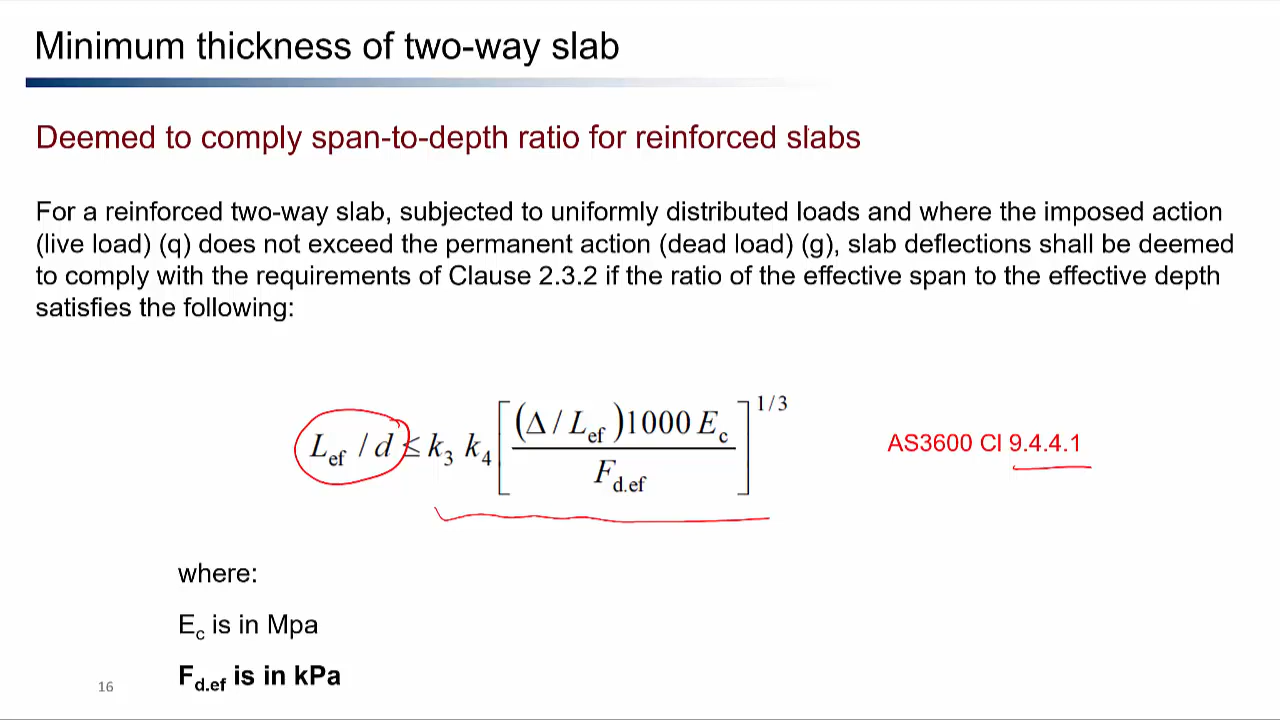 Minimum thickness of two-way slab
Deemed to comply span-to-depth ratio for reinforced slabs
For a reinforced two-way slab, subjected to uniformly distributed loads and where the imposed action
(live load) (q) does not exceed the permanent action (dead load) (g), slab deflections shall be deemed
to comply with the requirements of Clause 2.3.2 if the ratio of the effective span to the effective depth
satisfies the following:
L_ef / d ≤ k_3 k_4 [ (Δ / L_ef) 1000 E_c / F_d.ef ]^1/3
AS3600 Cl 9.4.4.1
where:
E_c is in Mpa
F_d.ef is in kPa
16